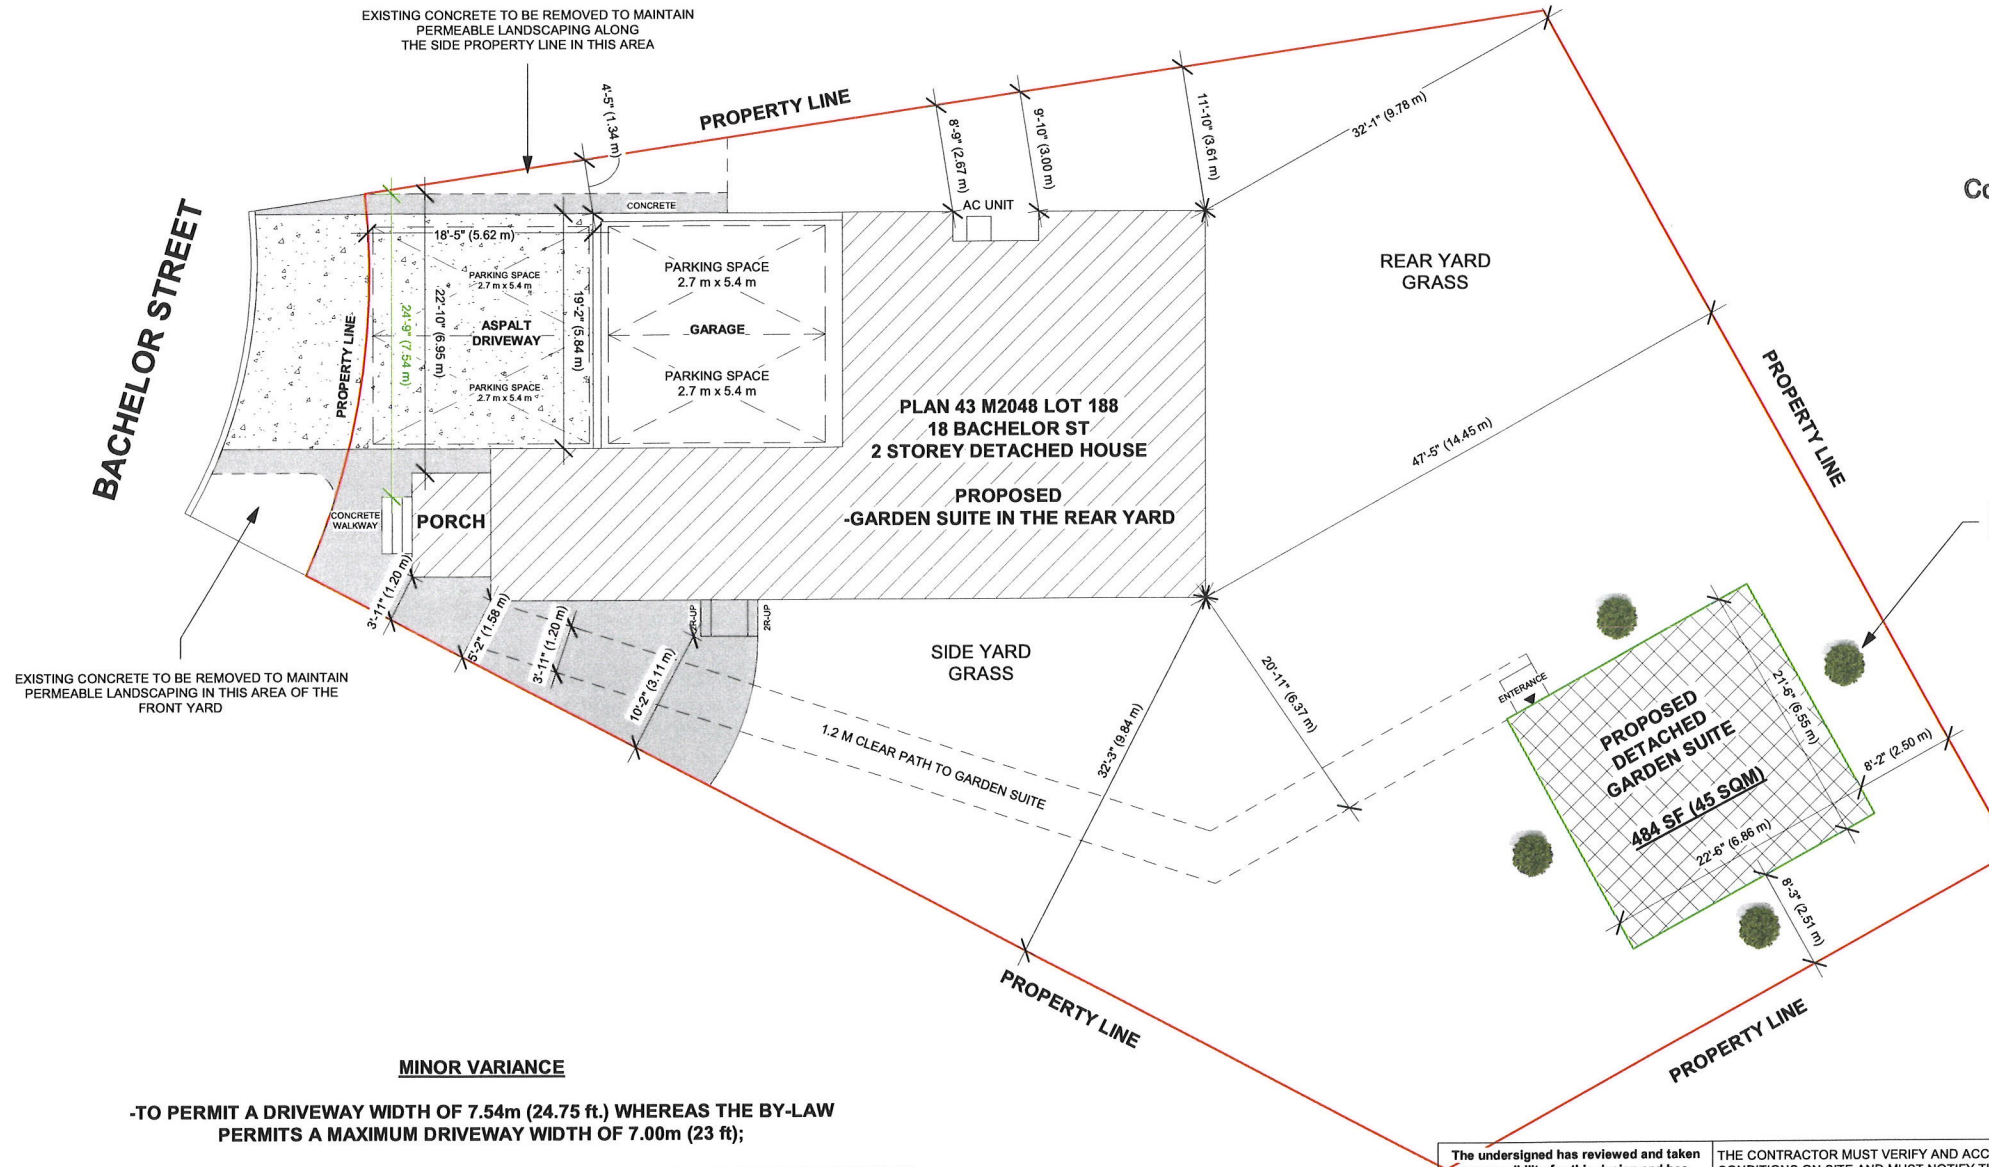 EXISTING CONCRETE TO BE REMOVED TO MAINTAIN
PERMEABLE LANDSCAPING ALONG
THE SIDE PROPERTY LINE IN THIS AREA
4'-5" (1.34 m)
PROPERTY LINE
8'-9" (2.67 m)
9'-10" (3.00 m)
11'-10" (3.61 m)
32'-1" (9.78 m)
BACHELOR STREET
CONCRETE
AC UNIT
18'-5" (5.62 m)
PROPERTY LINE
24'-9" (7.54 m)
22'-10" (6.95 m)
PARKING SPACE
2.7 m x 5.4 m
ASPALT
DRIVEWAY
PARKING SPACE
2.7 m x 5.4 m
19'-2" (5.84 m)
PARKING SPACE
2.7 m x 5.4 m
GARAGE
PARKING SPACE
2.7 m x 5.4 m
REAR YARD
GRASS
PROPERTY LINE
47'-5" (14.45 m)
PLAN 43 M2048 LOT 188
18 BACHELOR ST
2 STOREY DETACHED HOUSE
PROPOSED
-GARDEN SUITE IN THE REAR YARD
CONCRETE
WALKWAY
PORCH
3'-11" (1.20 m)
5'-2" (1.58 m)
3'-11" (1.20 m)
10'-2" (3.11 m)
2R-UP
2R-UP
SIDE YARD
GRASS
1.2 M CLEAR PATH TO GARDEN SUITE
32'-3" (9.84 m)
20'-11" (6.37 m)
ENTERANCE
PROPOSED
DETACHED
GARDEN SUITE
484 SF (45 SQM)
21'-6" (6.55 m)
22'-6" (6.86 m)
8'-2" (2.50 m)
8'-3" (2.51 m)
EXISTING CONCRETE TO BE REMOVED TO MAINTAIN
PERMEABLE LANDSCAPING IN THIS AREA OF THE
FRONT YARD
PROPERTY LINE
PROPERTY LINE
MINOR VARIANCE
-TO PERMIT A DRIVEWAY WIDTH OF 7.54m (24.75 ft.) WHEREAS THE BY-LAW
PERMITS A MAXIMUM DRIVEWAY WIDTH OF 7.00m (23 ft);
The undersigned has reviewed and taken
THE CONTRACTOR MUST VERIFY AND ACC